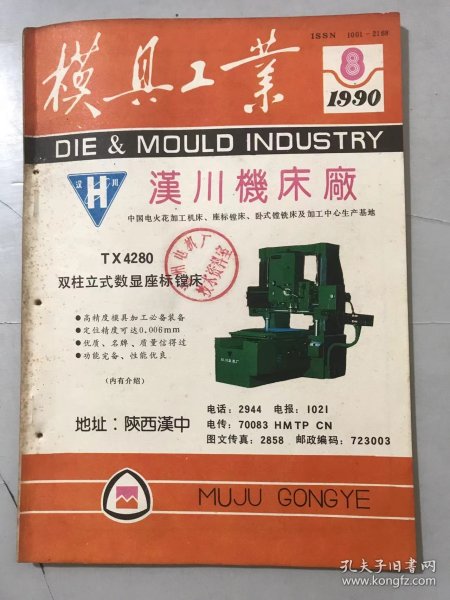 ISSN 1001-2168
模具工業
8
1990
DIE & MOULD INDUSTRY
汉川
H
漢川機床廠
中国电火花加工机床、座标镗床、卧式镗铣床及加工中心生产基地
TX4280
双柱立式数显座标镗床
技术资料室
●高精度模具加工必备装备
●定位精度可达0.006mm
●优质、名牌、质量信得过
●功能完备、性能优良
(内有介绍)
电话：2944 电报：1021
地址：陕西漢中
电传：70083 HMTP CN
图文传真：2858 邮政编码：723003
MUJU GONGYE
孔夫子旧书网
www.kongfz.com